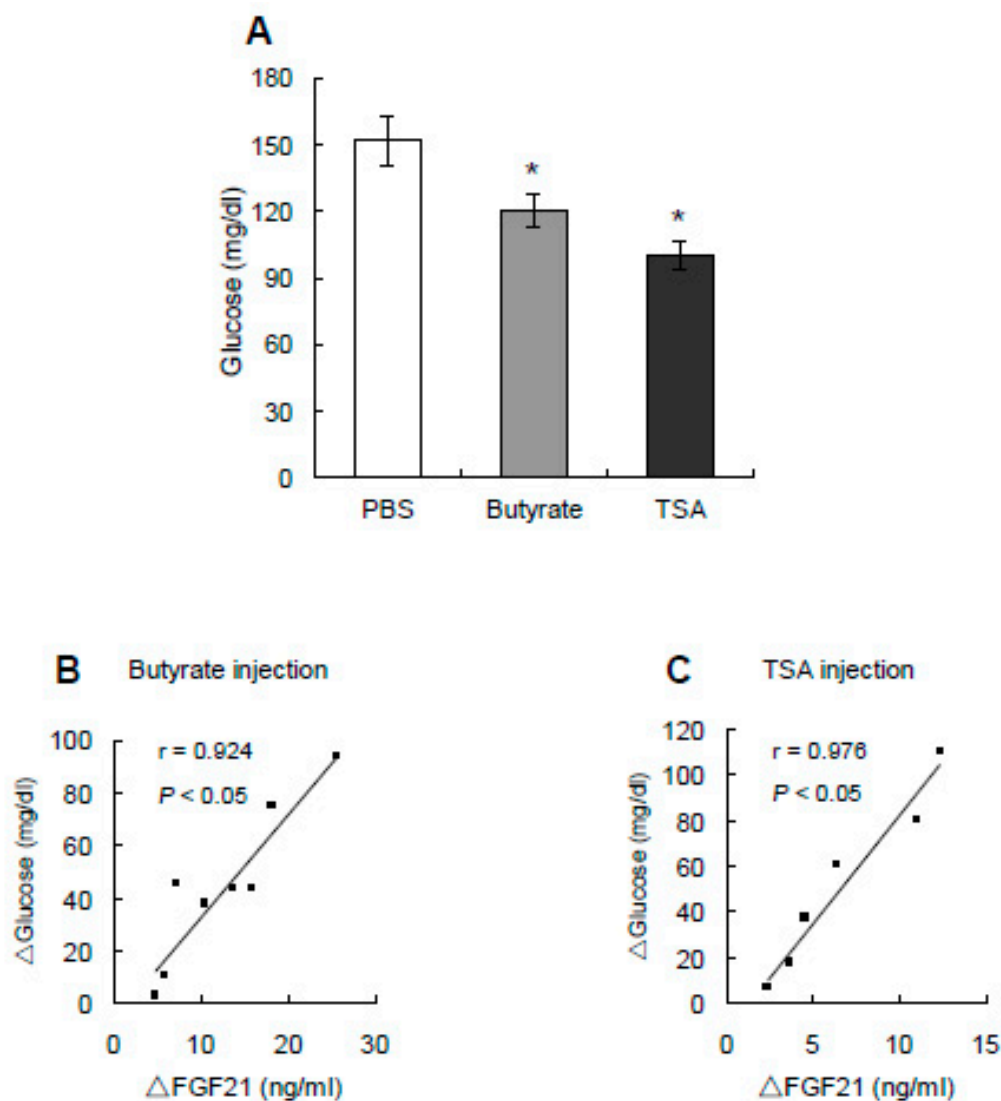 A
Glucose (mg/dl)
180
150
120
90
60
30
0
*
*
PBS Butyrate TSA
B Butyrate injection
△Glucose (mg/dl)
100
80
60
40
20
0
r = 0.924
P < 0.05
0 10 20 30
△FGF21 (ng/ml)
C TSA injection
△Glucose (mg/dl)
120
100
80
60
40
20
0
r = 0.976
P < 0.05
0 5 10 15
△FGF21 (ng/ml)